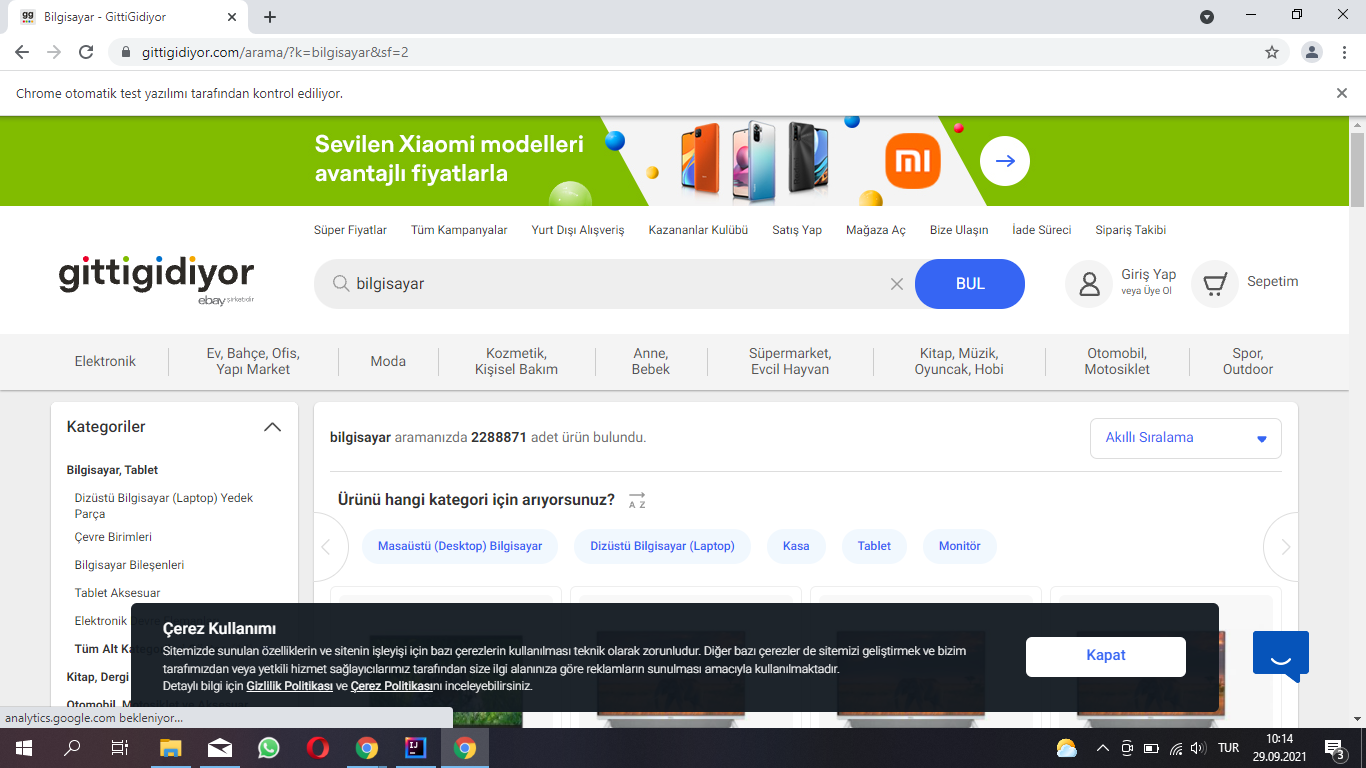 gg
Bilgisayar - GittiGidiyor
gittigidiyor.com/arama/?k=bilgisayar&sf=2
Chrome otomatik test yazılımı tarafından kontrol ediliyor.
Sevilen Xiaomi modelleri
avantajlı fiyatlarla
mi
Süper Fiyatlar
Tüm Kampanyalar
Yurt Dışı Alışveriş
Kazananlar Kulübü
Satış Yap
Mağaza Aç
Bize Ulaşın
İade Süreci
Sipariş Takibi
gittigidiyor
ebay şirketidir
bilgisayar
BUL
Giriş Yap
veya Üye Ol
Sepetim
Elektronik
Ev, Bahçe, Ofis,
Yapı Market
Moda
Kozmetik,
Kişisel Bakım
Anne,
Bebek
Süpermarket,
Evcil Hayvan
Kitap, Müzik,
Oyuncak, Hobi
Otomobil,
Motosiklet
Spor,
Outdoor
Kategoriler
Bilgisayar, Tablet
Dizüstü Bilgisayar (Laptop) Yedek
Parça
Çevre Birimleri
Bilgisayar Bileşenleri
Tablet Aksesuar
Elektronik
Tüm Alt
Kitap, Dergi
bilgisayar aramanızda 2288871 adet ürün bulundu.
Akıllı Sıralama
Ürünü hangi kategori için arıyorsunuz?
A Z
Masaüstü (Desktop) Bilgisayar
Dizüstü Bilgisayar (Laptop)
Kasa
Tablet
Monitör
Çerez Kullanımı
Sitemizde sunulan özelliklerin ve sitenin işleyişi için bazı çerezlerin kullanılması teknik olarak zorunludur. Diğer bazı çerezler de sitemizi geliştirmek ve bizim
tarafımızdan veya yetkili hizmet sağlayıcılarımız tarafından size ilgi alanınıza göre reklamların sunulması amacıyla kullanılmaktadır.
Detaylı bilgi için Gizlilik Politikası ve Çerez Politikasını inceleyebilirsiniz.
Kapat
analytics.google.com bekleniyor...
IJ
TUR
10:14
29.09.2021
3